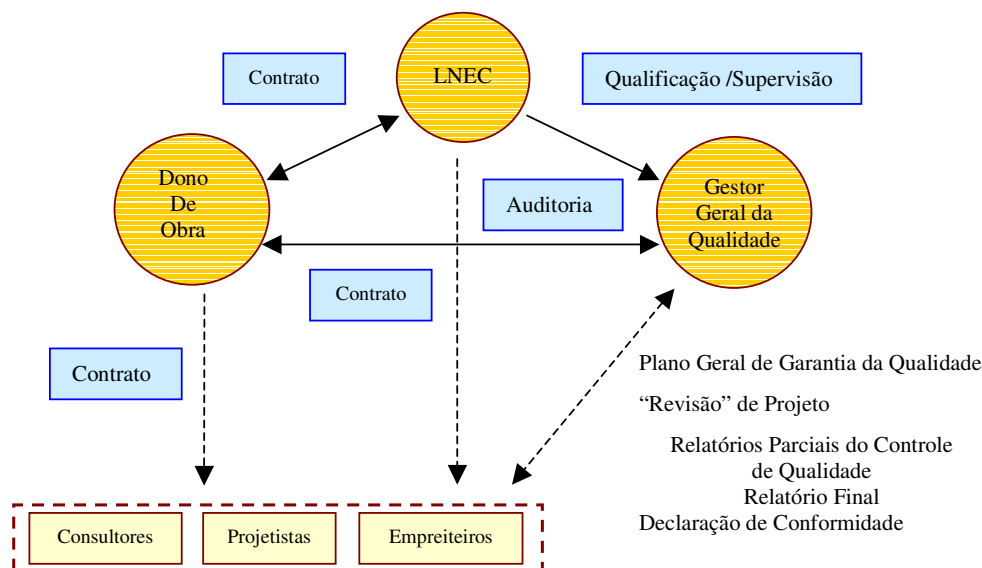 Contrato
LNEC
Qualificação /Supervisão
Dono
De
Obra
Auditoria
Gestor
Geral da
Qualidade
Contrato
Contrato
Plano Geral de Garantia da Qualidade
“Revisão” de Projeto
Relatórios Parciais do Controle
de Qualidade
Relatório Final
Declaração de Conformidade
Consultores
Projetistas
Empreiteiros